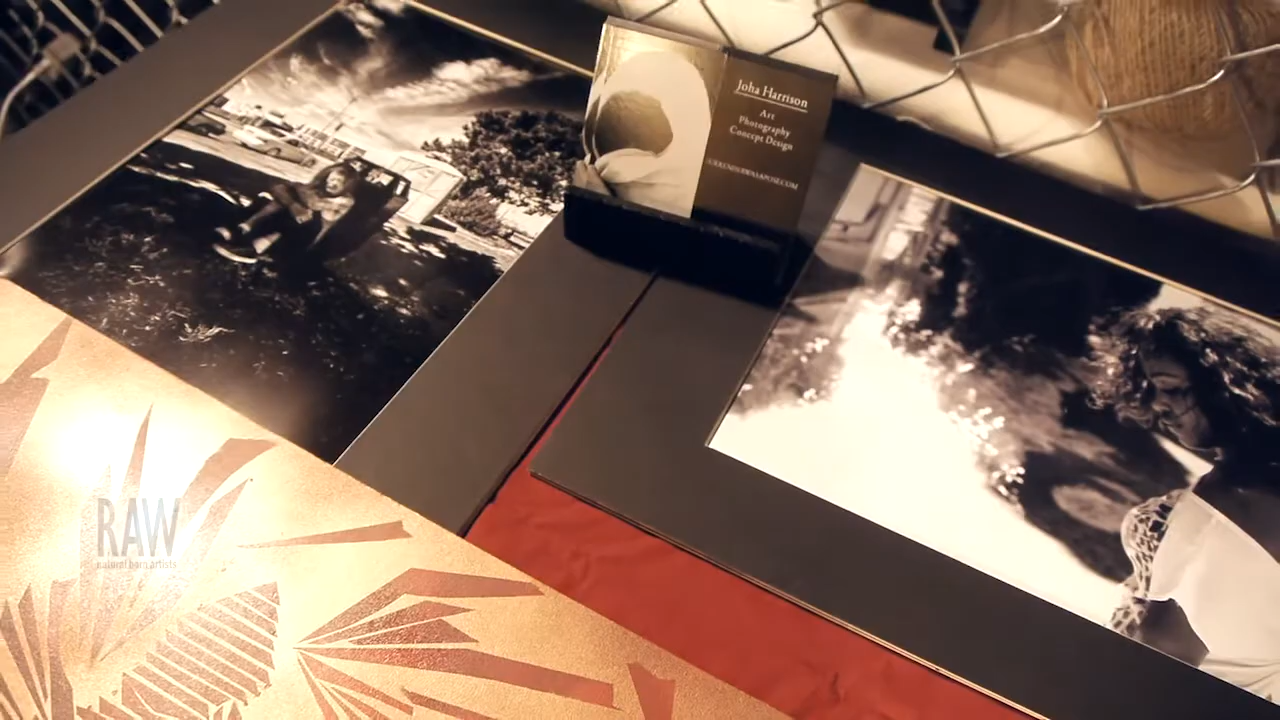 Joha Harrison
Art
Photography
Concept Design
RAW
natural born artists